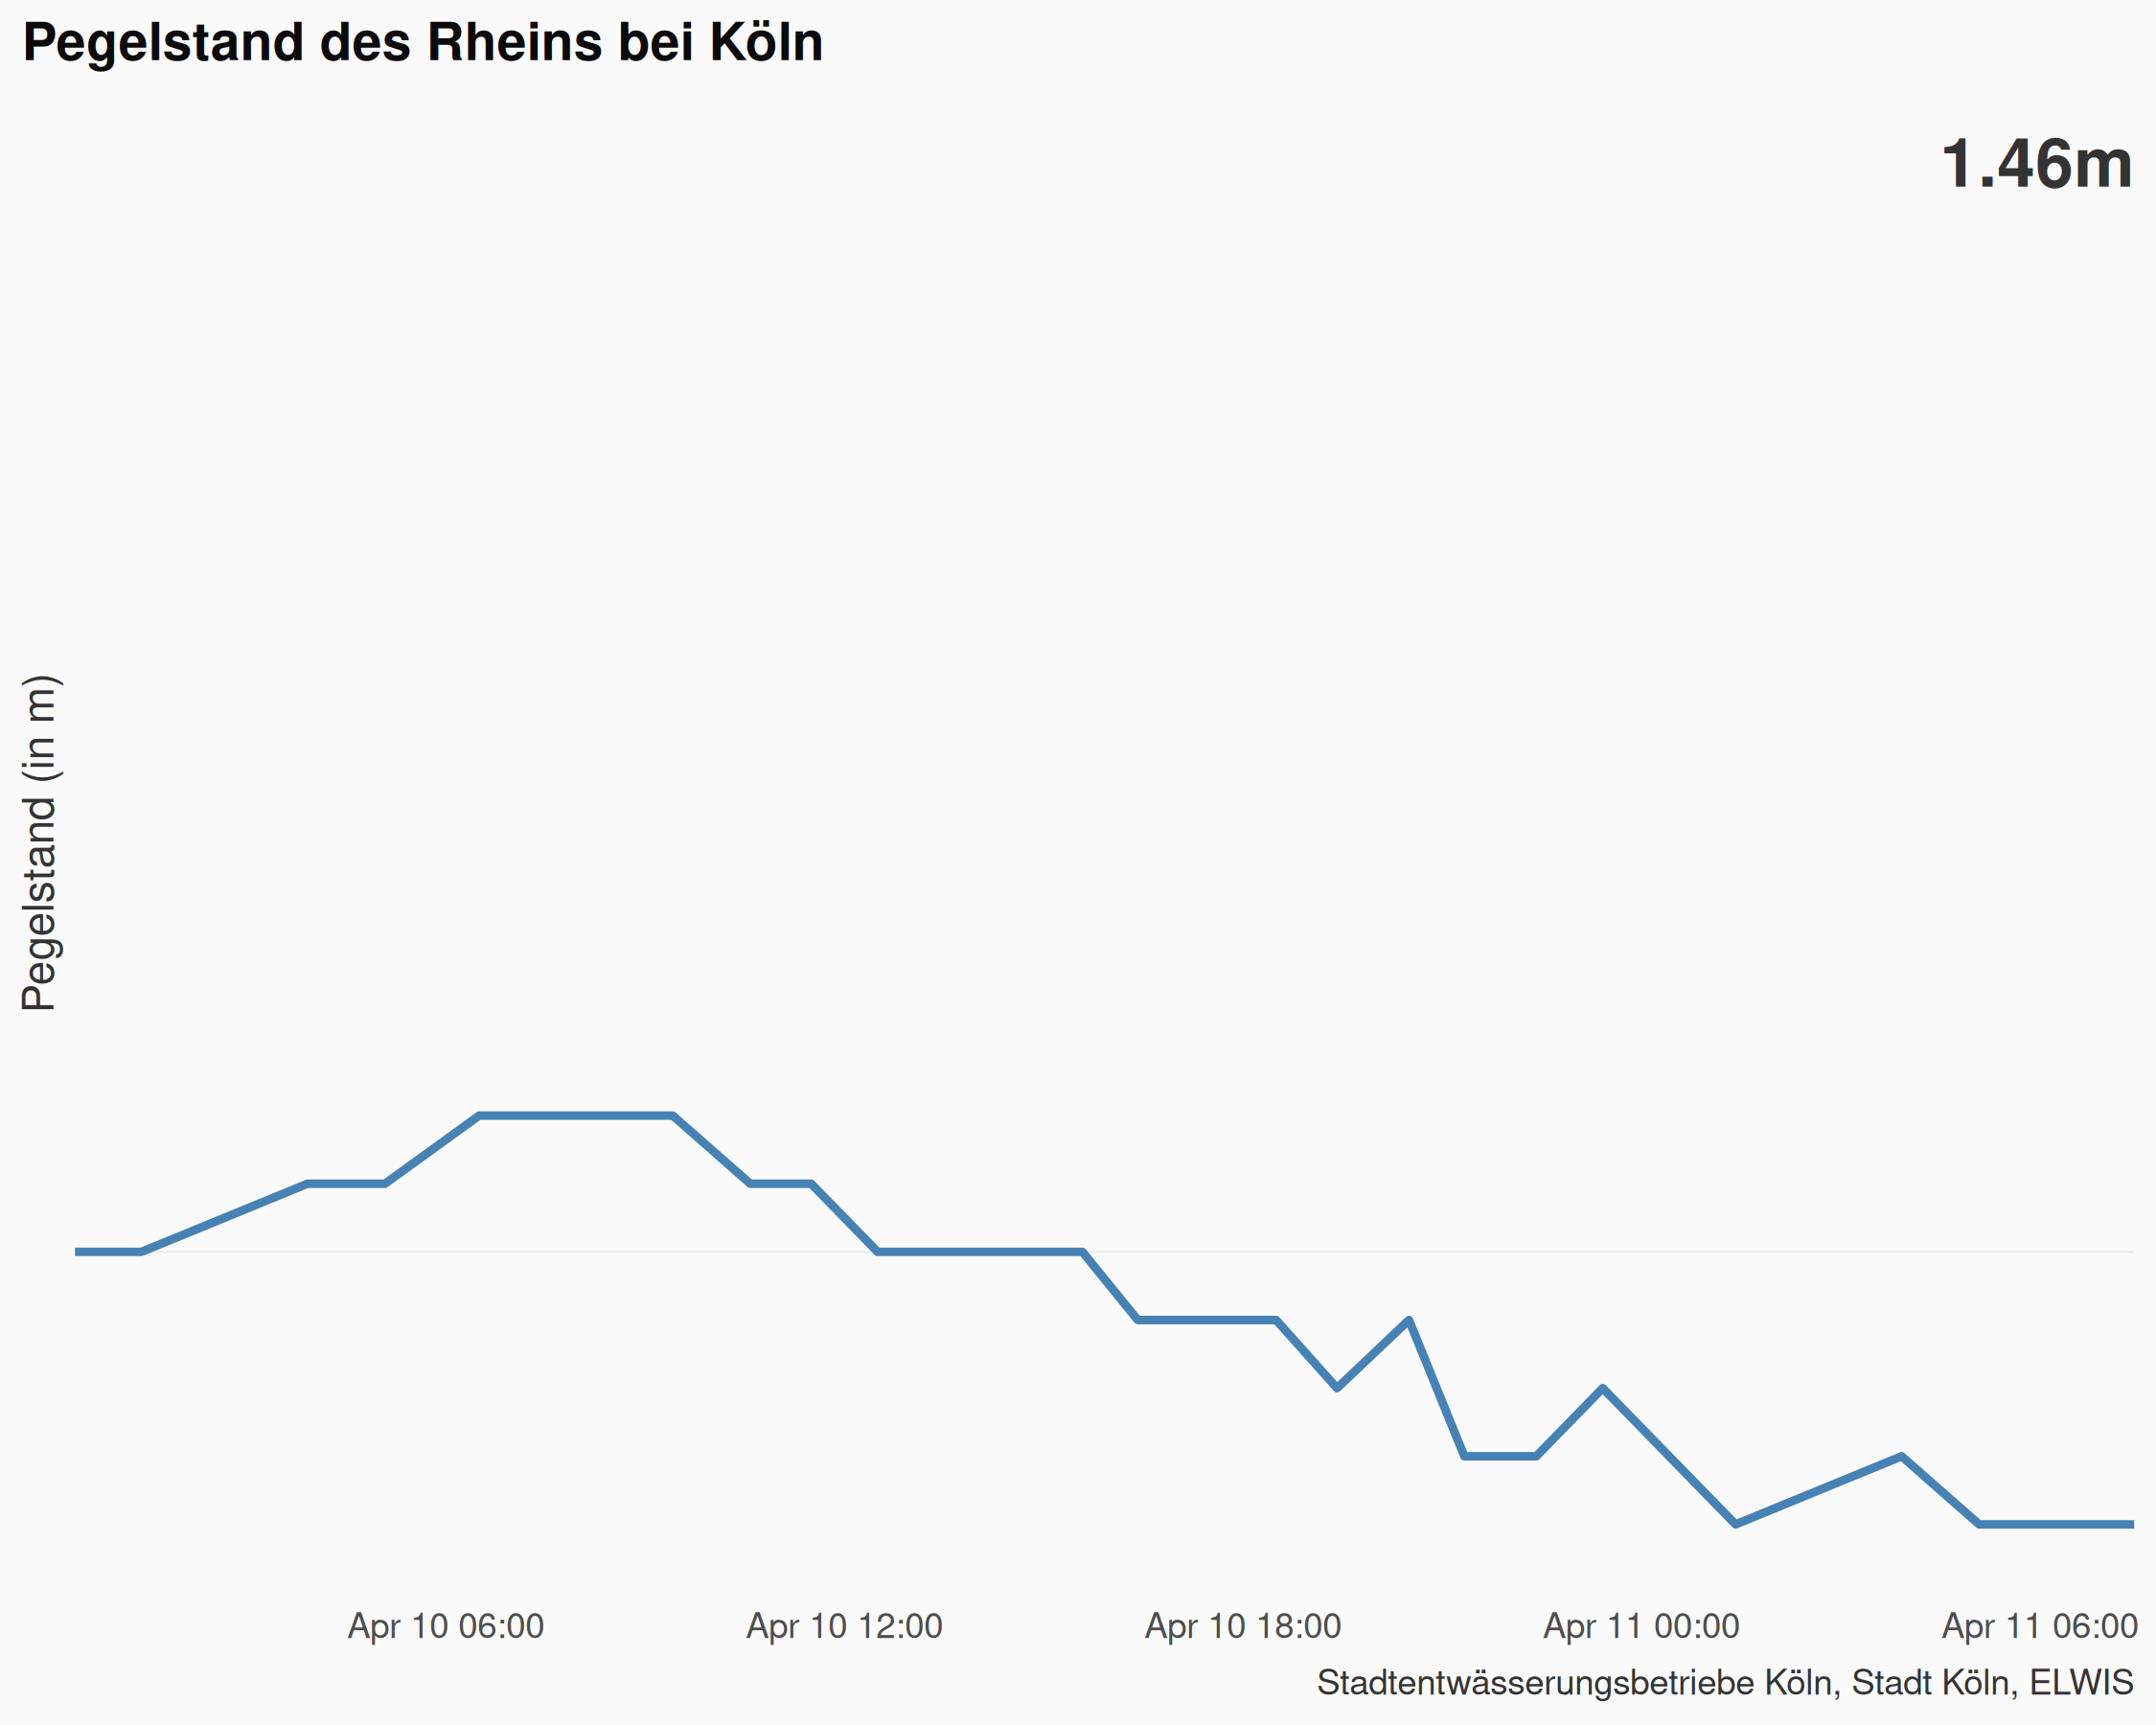 Pegelstand des Rheins bei Köln
1.46m
Pegelstand (in m)
Apr 10 06:00
Apr 10 12:00
Apr 10 18:00
Apr 11 00:00
Apr 11 06:00
Stadtentwässerungsbetriebe Köln, Stadt Köln, ELWIS